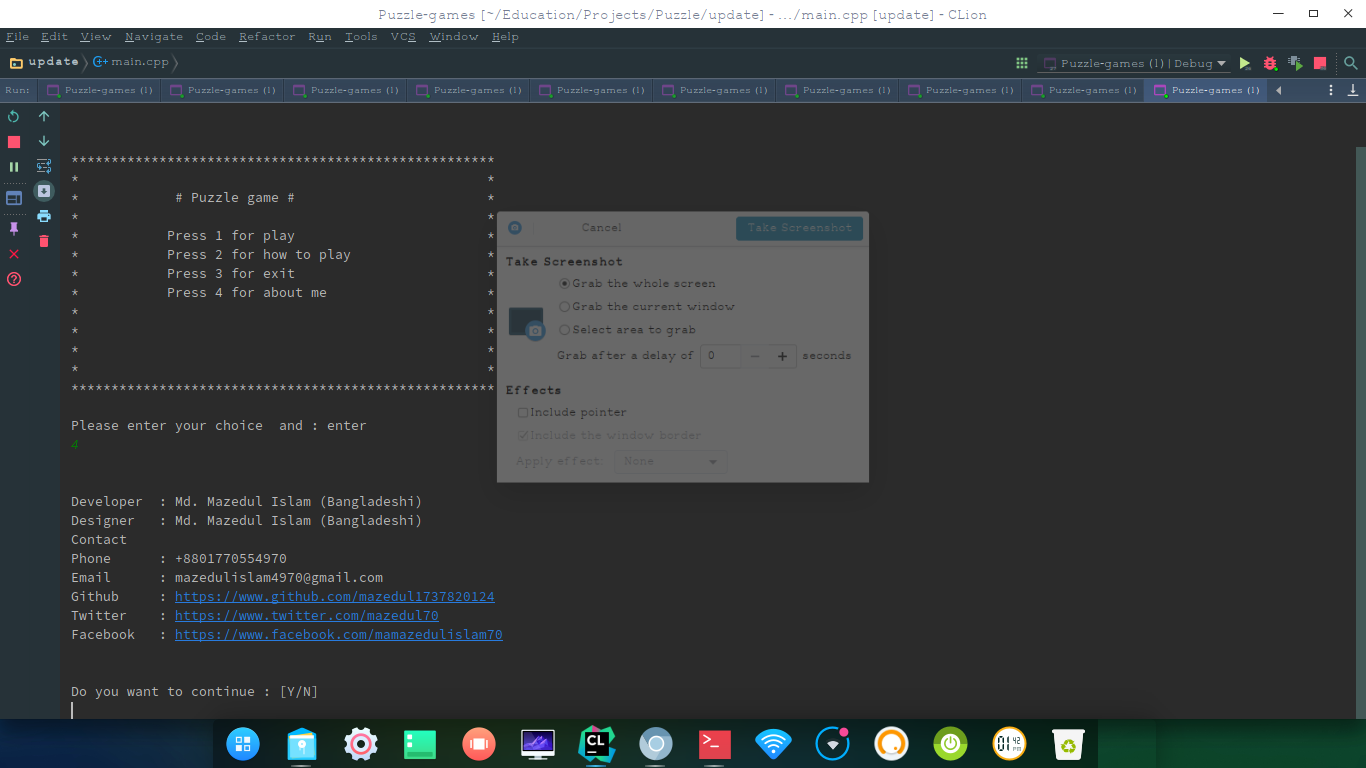 Puzzle-games [~/Education/Projects/Puzzle/update] - .../main.cpp [update] - CLion
File Edit View Navigate Code Refactor Run Tools VCS Window Help
update main.cpp Puzzle-games (1) | Debug
Run: Puzzle-games (1) Puzzle-games (1) Puzzle-games (1) Puzzle-games (1) Puzzle-games (1) Puzzle-games (1) Puzzle-games (1) Puzzle-games (1) Puzzle-games (1) Puzzle-games (1)
*****************************************************
* *
* # Puzzle game # *
* *
* Press 1 for play *
* Press 2 for how to play *
* Press 3 for exit *
* Press 4 for about me *
* *
* *
* *
* *
*****************************************************
Please enter your choice  and : enter
4
Developer : Md. Mazedul Islam (Bangladeshi)
Designer : Md. Mazedul Islam (Bangladeshi)
Contact
Phone : +8801770554970
Email : mazedulislam4970@gmail.com
Github : https://www.github.com/mazedul1737820124
Twitter : https://www.twitter.com/mazedul70
Facebook : https://www.facebook.com/mamazedulislam70
Do you want to continue : [Y/N]
Cancel Take Screenshot
Take Screenshot
Grab the whole screen
Grab the current window
Select area to grab
Grab after a delay of 0 seconds
Effects
Include pointer
Include the window border
Apply effect: None
CL
01 42
PM